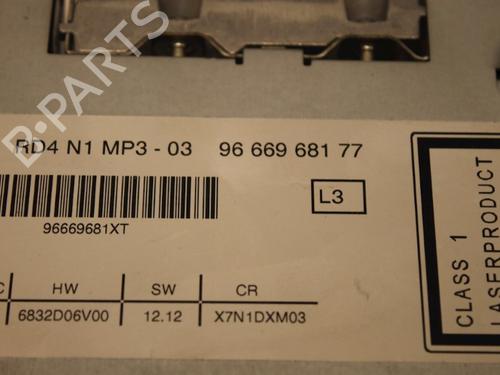 B-PARTS
RD4 N1 MP3 - 03 96 669 681 77
L3
96669681XT
C HW SW CR
6832D06V00 12.12 X7N1DXM03
CLASS 1
LASERPRODUCT